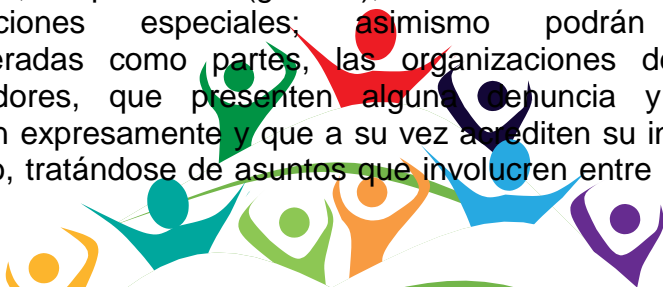 ciones especiales; asimismo podrán
eradas como partes, las organizaciones de
dores, que presenten alguna denuncia y
n expresamente y que a su vez acrediten su in
o, tratándose de asuntos que involucren entre